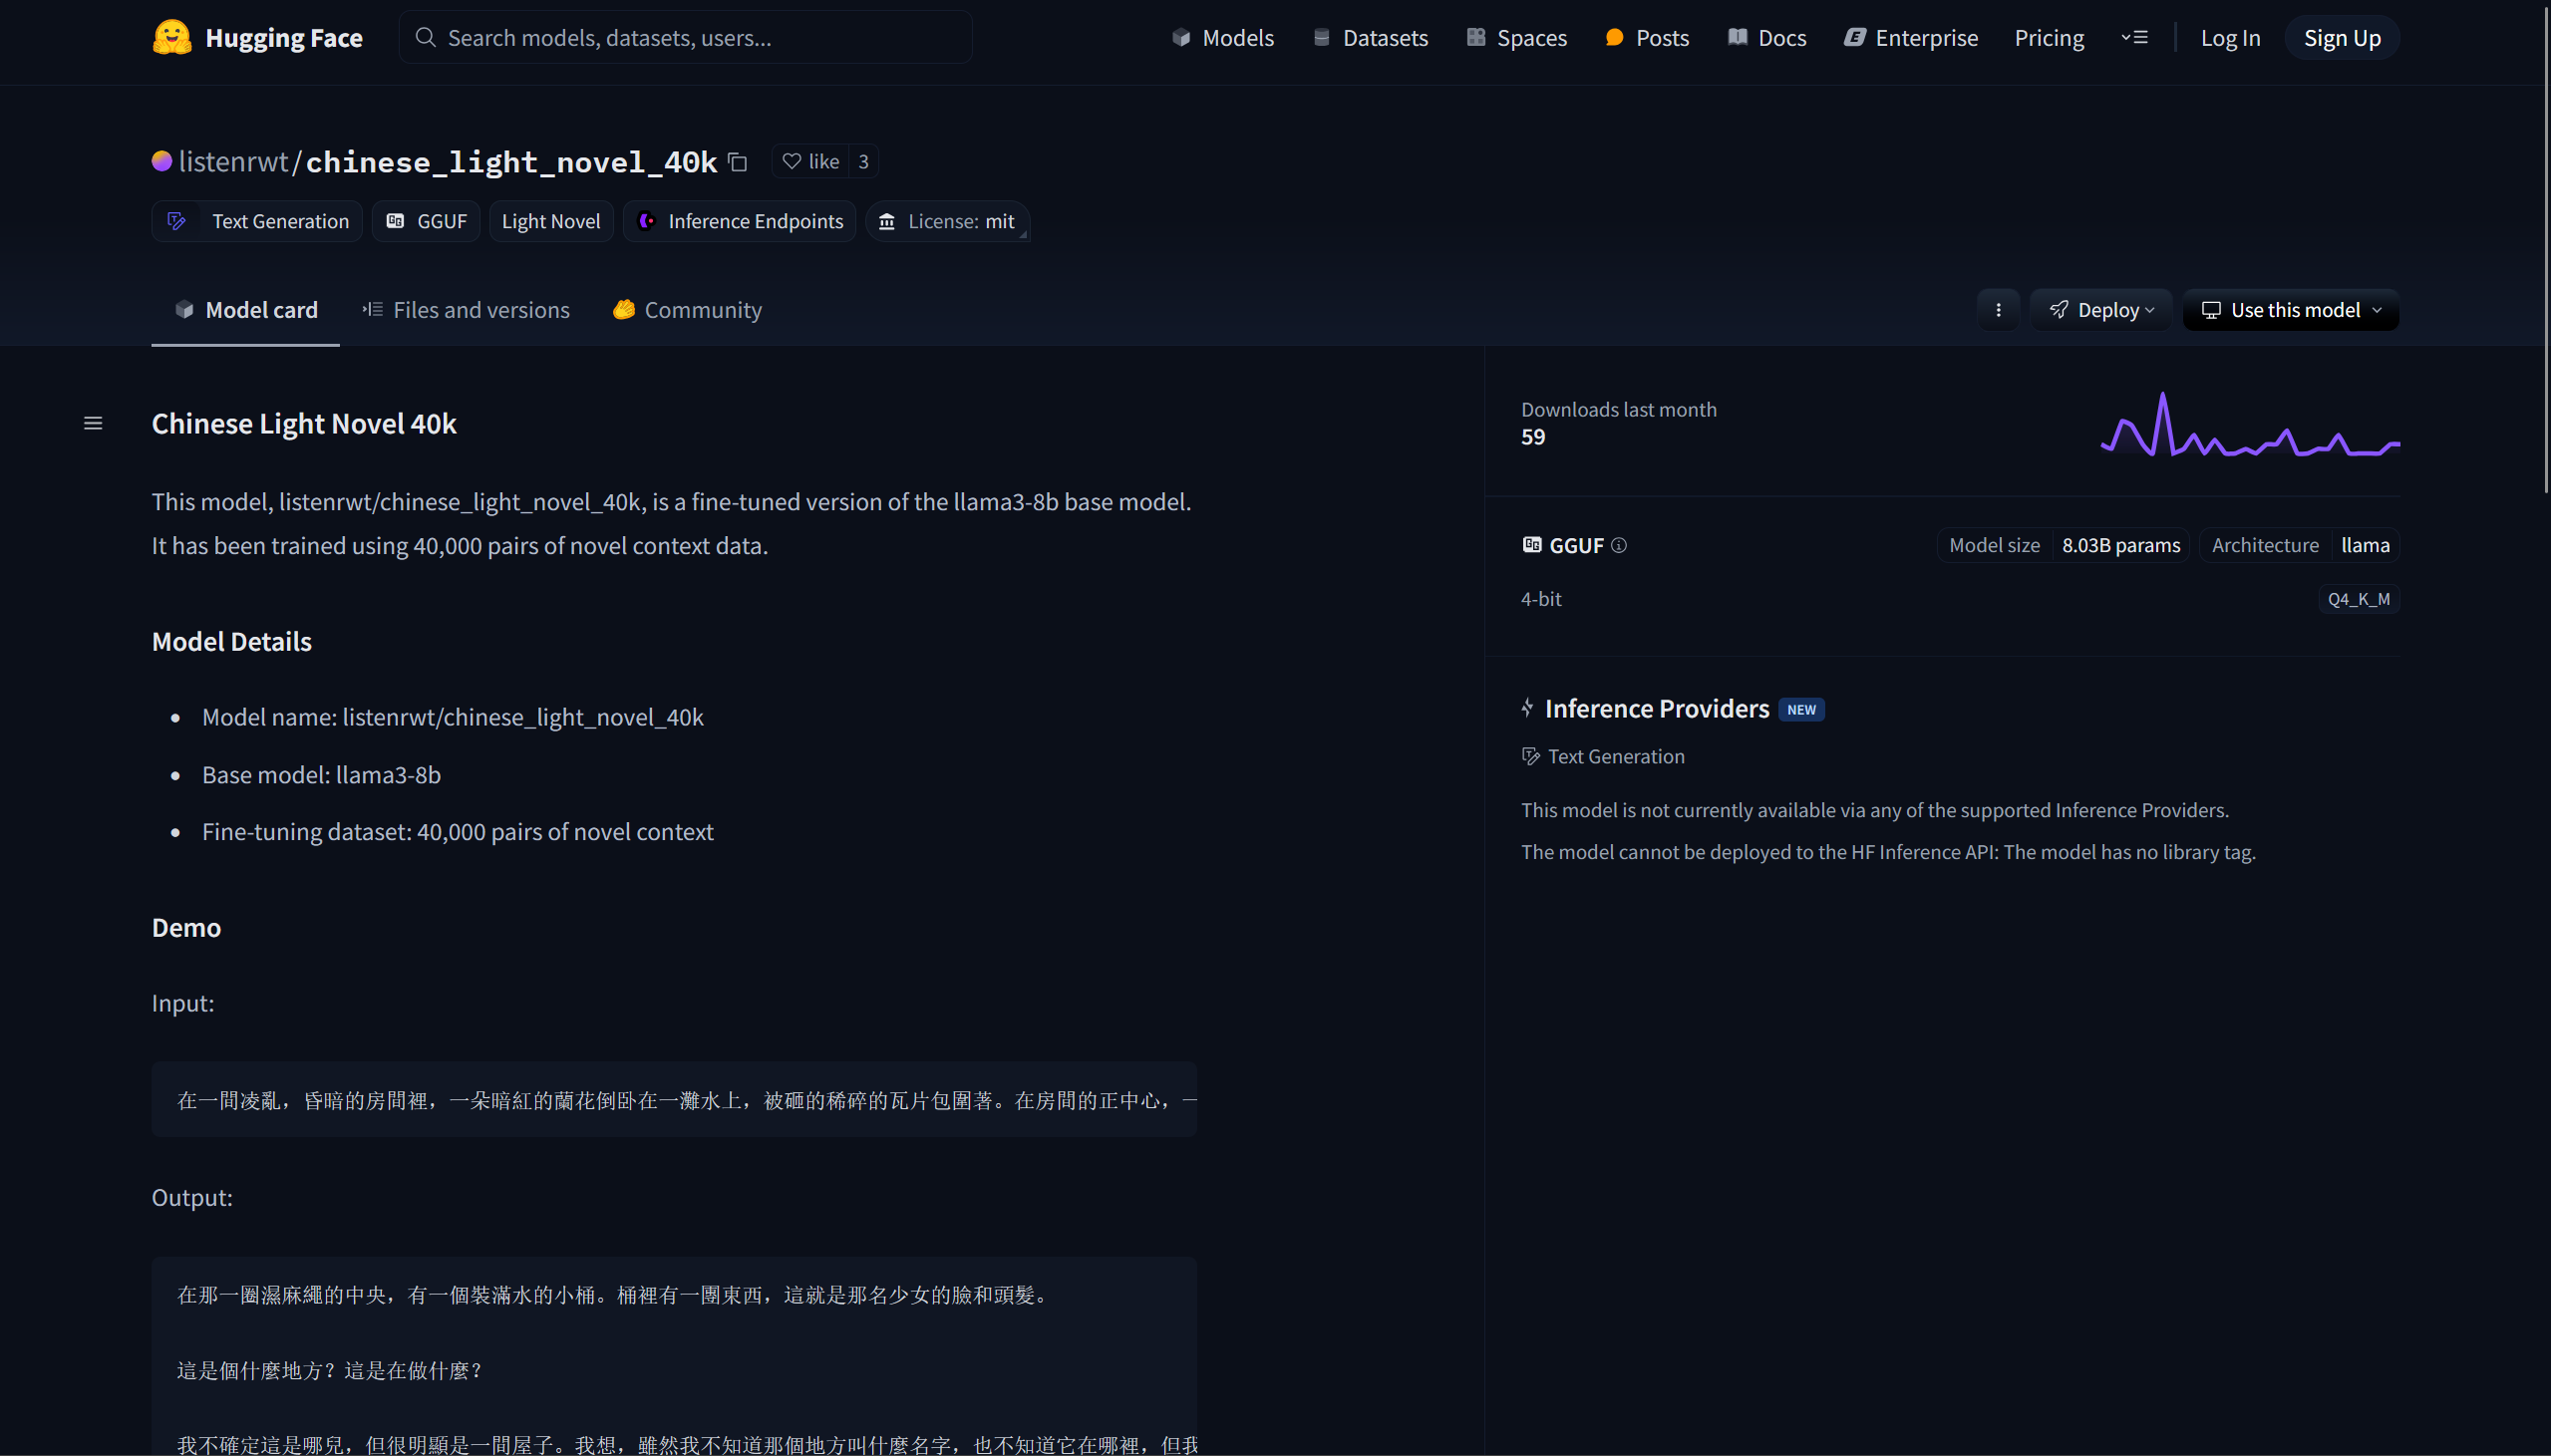 Hugging Face
Search models, datasets, users...
Models
Datasets
Spaces
Posts
Docs
Enterprise
Pricing
Log In
Sign Up
listenrwt/chinese_light_novel_40k
like 3
Text Generation
GGUF
Light Novel
Inference Endpoints
License: mit
Model card
Files and versions
Community
Deploy
Use this model
Chinese Light Novel 40k
This model, listenrwt/chinese_light_novel_40k, is a fine-tuned version of the llama3-8b base model.
It has been trained using 40,000 pairs of novel context data.
Model Details
Model name: listenrwt/chinese_light_novel_40k
Base model: llama3-8b
Fine-tuning dataset: 40,000 pairs of novel context
Demo
Input:
在一間凌亂，昏暗的房間裡，一朵暗紅的蘭花倒卧在一灘水上，被砸的稀碎的瓦片包圍著。在房間的正中心，一
Output:
在那一圈濕麻繩的中央，有一個裝滿水的小桶。桶裡有一團東西，這就是那名少女的臉和頭髮。
這是個什麼地方？這是在做什麼？
我不確定這是哪兒，但很明顯是一間屋子。我想，雖然我不知道那個地方叫什麼名字，也不知道它在哪裡，但我
Downloads last month
59
GGUF
Model size 8.03B params
Architecture llama
4-bit
Q4_K_M
Inference Providers NEW
Text Generation
This model is not currently available via any of the supported Inference Providers.
The model cannot be deployed to the HF Inference API: The model has no library tag.